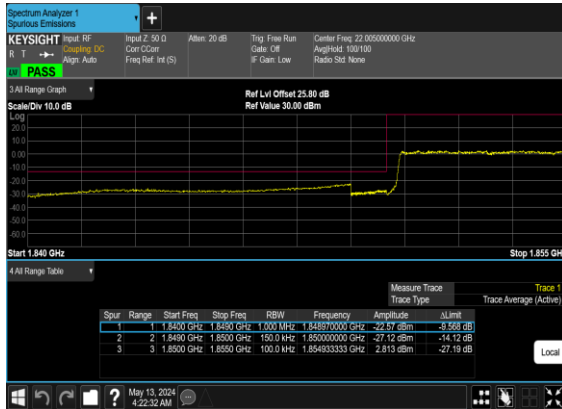 Spectrum Analyzer 1
Spurious Emissions
+
KEYSIGHT Input: RF Input Z: 50 Ω Atten: 20 dB Trig: Free Run Center Freq: 22.005000000 GHz
R T Coupling: DC Corr CCorr Gate: Off Avg|Hold: 100/100
Align: Auto Freq Ref: Int (S) IF Gain: Low Radio Std: None
LV PASS
3 All Range Graph
Ref Lvl Offset 25.80 dB
Scale/Div 10.0 dB Ref Value 30.00 dBm
Log
20.0
10.0
0.00
-10.0
-20.0
-30.0
-40.0
-50.0
-60.0
Start 1.840 GHz Stop 1.855 GH
4 All Range Table
Measure Trace Trace 1
Trace Type Trace Average (Active)
Spur Range Start Freq Stop Freq RBW Frequency Amplitude ΔLimit
1 1 1.8400 GHz 1.8490 GHz 1.000 MHz 1.848970000 GHz -22.57 dBm -9.568 dB
2 2 1.8490 GHz 1.8500 GHz 150.0 kHz 1.850000000 GHz -27.12 dBm -14.12 dB
3 3 1.8500 GHz 1.8550 GHz 100.0 kHz 1.854933333 GHz 2.813 dBm -27.19 dB
Local
? May 13, 2024
4:22:32 AM